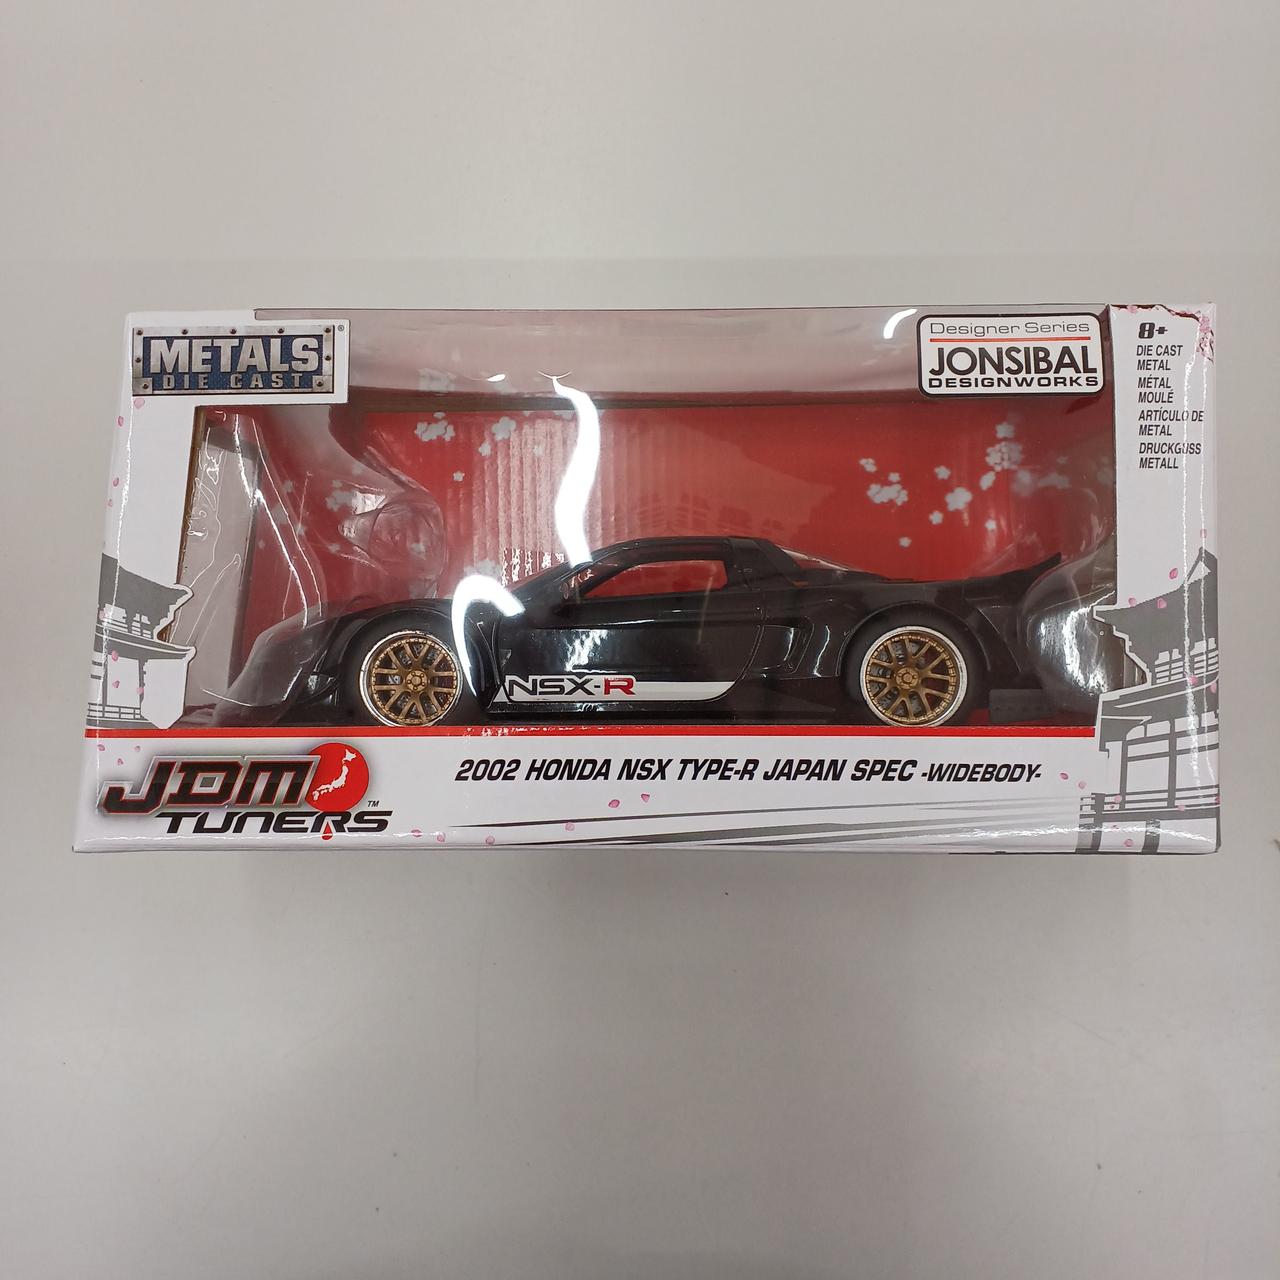 METALS®
DIE CAST
Designer Series
JONSIBAL
DESIGNWORKS
8+
DIE CAST
METAL
MÉTAL
MOULÉ
ARTÍCULO DE
METAL
DRUCKGUSS
METALL
NSX-R
JDM
TUNERS™
2002 HONDA NSX TYPE-R JAPAN SPEC -WIDEBODY-